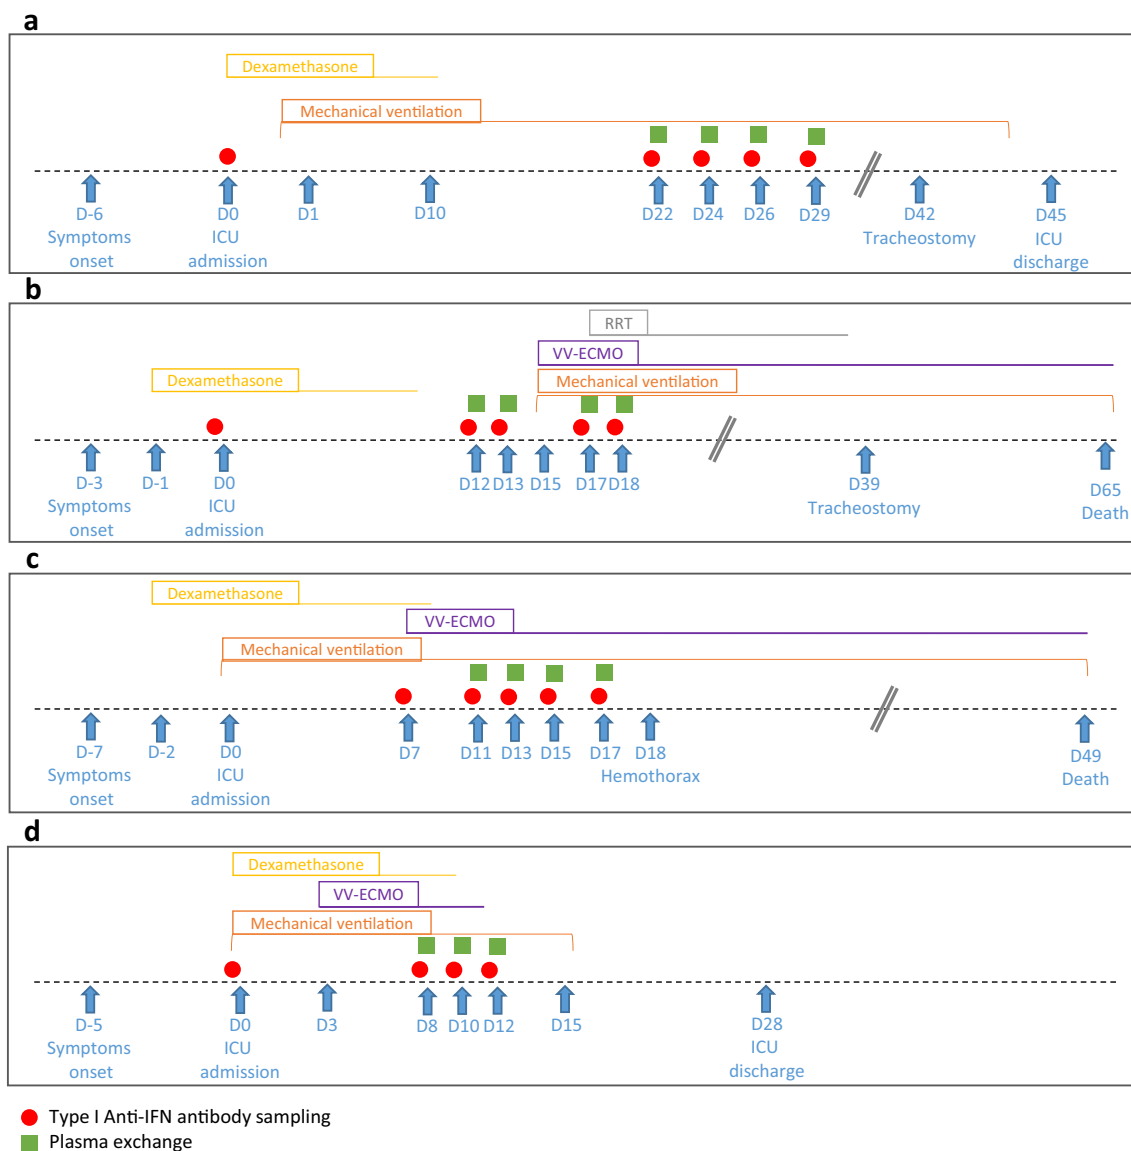 a
Dexamethasone
Mechanical ventilation
D-6 D0 D1 D10 D22 D24 D26 D29 D42 D45
Symptoms ICU Tracheostomy ICU
onset admission discharge
b
RRT
VV-ECMO
Dexamethasone Mechanical ventilation
D-3 D-1 D0 D12 D13 D15 D17 D18 D39 D65
Symptoms ICU Tracheostomy Death
onset admission
c
Dexamethasone
VV-ECMO
Mechanical ventilation
D-7 D-2 D0 D7 D11 D13 D15 D17 D18 D49
Symptoms ICU Hemothorax Death
onset admission
d
Dexamethasone
VV-ECMO
Mechanical ventilation
D-5 D0 D3 D8 D10 D12 D15 D28
Symptoms ICU ICU
onset admission discharge
Type I Anti-IFN antibody sampling
Plasma exchange